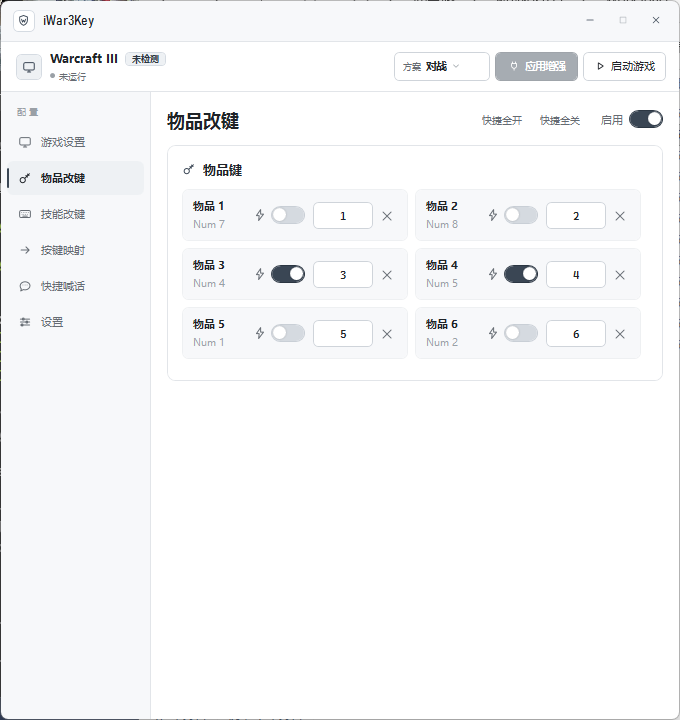 iWar3Key
Warcraft III 未检测
未运行
方案 对战
应用增强
启动游戏
配置
游戏设置
物品改键
技能改键
按键映射
快捷喊话
设置
物品改键
快捷全开
快捷全关
启用
物品键
物品 1
Num 7
1
物品 2
Num 8
2
物品 3
Num 4
3
物品 4
Num 5
4
物品 5
Num 1
5
物品 6
Num 2
6